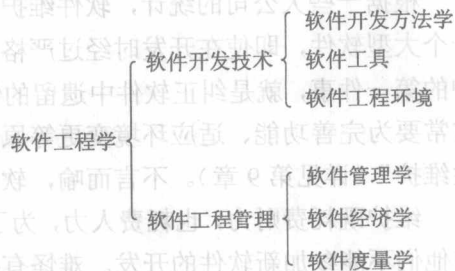 软件开发方法学
软件开发技术
软件工具
软件工程环境
软件工程学
软件管理学
软件工程管理
软件经济学
软件度量学